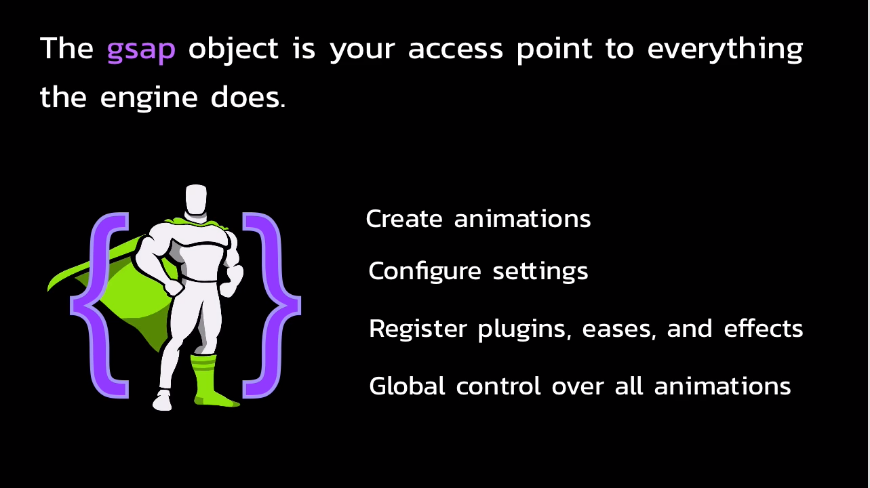 The gsap object is your access point to everything
the engine does.
Create animations
Configure settings
Register plugins, eases, and effects
Global control over all animations